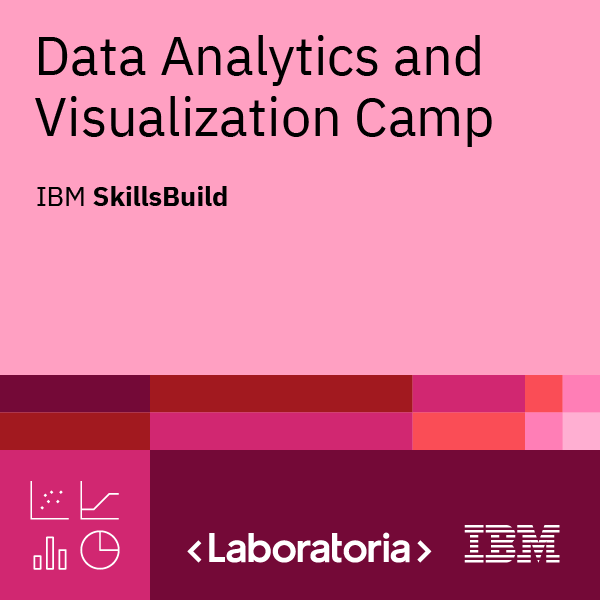 Data Analytics and
Visualization Camp
IBM SkillsBuild
<Laboratoria>
IBM